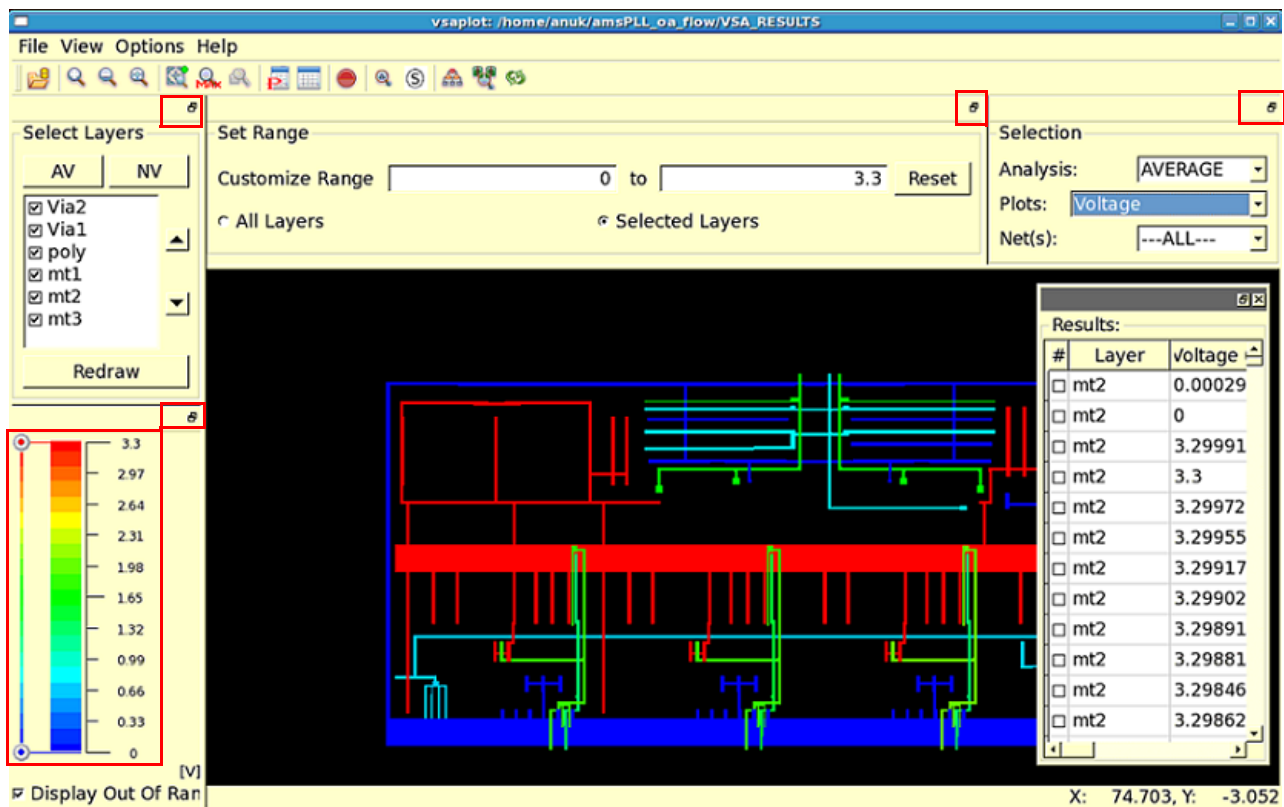 vsaplot: /home/anuk/amsPLL_oa_flow/VSA_RESULTS
File View Options Help
Select Layers
AV NV
Via2
Via1
poly
mt1
mt2
mt3
Redraw
Set Range
Customize Range 0 to 3.3 Reset
All Layers Selected Layers
Selection
Analysis: AVERAGE
Plots: Voltage
Net(s): ---ALL---
3.3
2.97
2.64
2.31
1.98
1.65
1.32
0.99
0.66
0.33
0
[V]
Display Out Of Ran
Results:
# Layer Voltage
mt2 0.00029
mt2 0
mt2 3.29991
mt2 3.3
mt2 3.29972
mt2 3.29955
mt2 3.29917
mt2 3.29902
mt2 3.29891
mt2 3.29881
mt2 3.29846
mt2 3.29862
X: 74.703, Y: -3.052